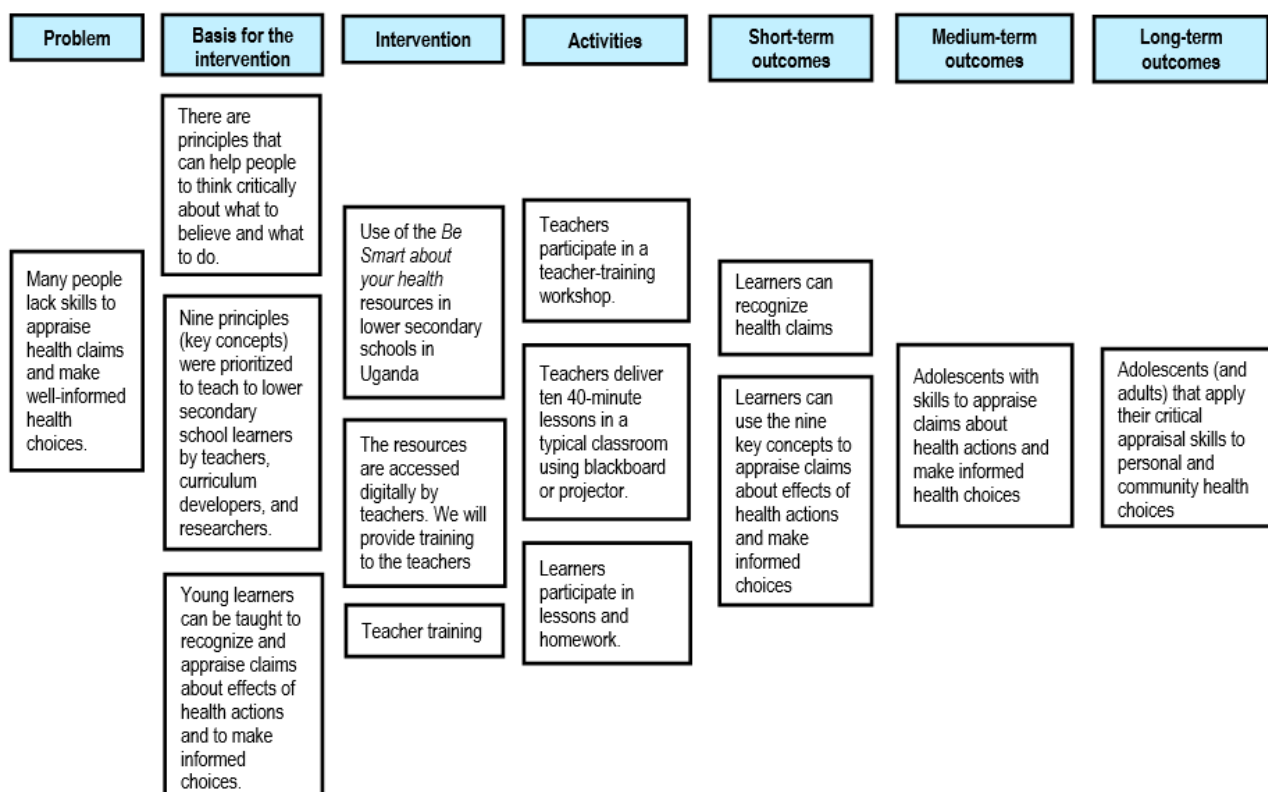 Problem
Basis for the
intervention
Intervention
Activities
Short-term
outcomes
Medium-term
outcomes
Long-term
outcomes
Many people
lack skills to
appraise
health claims
and make
well-informed
health
choices.
There are
principles that
can help people
to think critically
about what to
believe and what
to do.
Nine principles
(key concepts)
were prioritized
to teach to lower
secondary
school learners
by teachers,
curriculum
developers, and
researchers.
Young learners
can be taught to
recognize and
appraise claims
about effects of
health actions
and to make
informed
choices.
Use of the Be
Smart about
your health
resources in
lower secondary
schools in
Uganda
The resources
are accessed
digitally by
teachers. We will
provide training
to the teachers
Teacher training
Teachers
participate in a
teacher-training
workshop.
Teachers deliver
ten 40-minute
lessons in a
typical classroom
using blackboard
or projector.
Learners
participate in
lessons and
homework.
Learners can
recognize
health claims
Learners can
use the nine
key concepts to
appraise claims
about effects of
health actions
and make
informed
choices
Adolescents with
skills to appraise
claims about
health actions and
make informed
health choices
Adolescents (and
adults) that apply
their critical
appraisal skills to
personal and
community health
choices